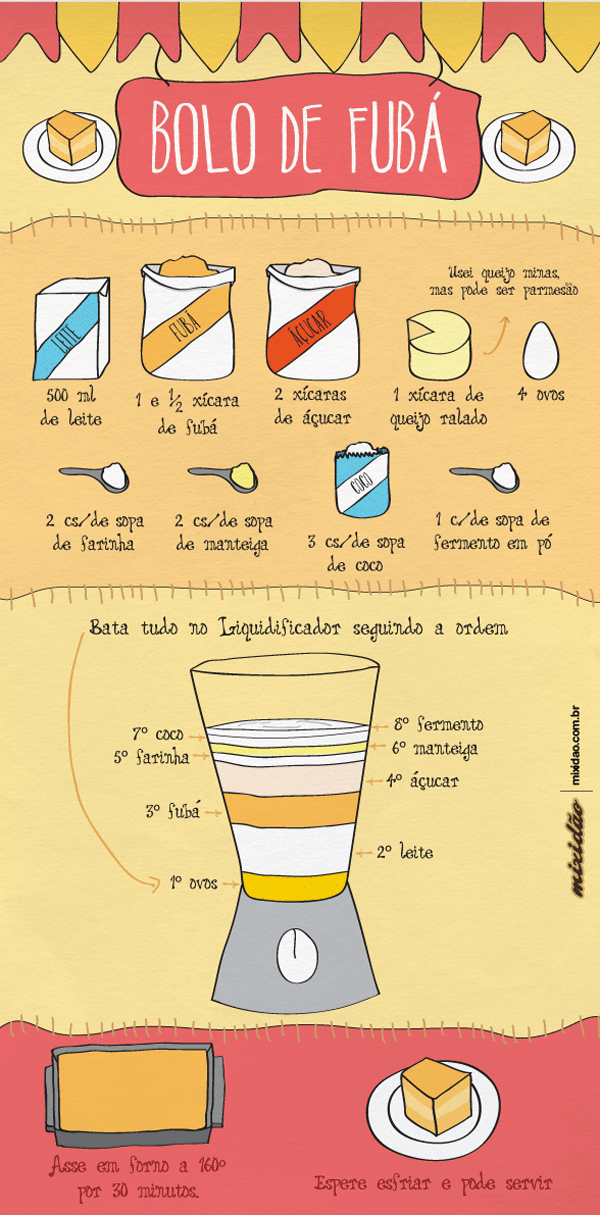 BOLO DE FUBÁ
Usei queijo minas,
mas pode ser parmesão
LEITE
FUBÁ
AÇUCAR
500 ml
de leite
1 e 1/2 xícara
de fubá
2 xícaras
de áçucar
1 xícara de
queijo ralado
4 ovos
COCO
2 cs/de sopa
de farinha
2 cs/de sopa
de manteiga
3 cs/de sopa
de coco
1 c/de sopa de
fermento em pó
Bata tudo no Liquidificador seguindo a ordem
8º fermento
7º coco
6º manteiga
5º farinha
4º áçucar
3º fubá
2º leite
1º ovos
mixidão
mixidao.com.br
Asse em forno a 160º
por 30 minutos.
Espere esfriar e pode servir